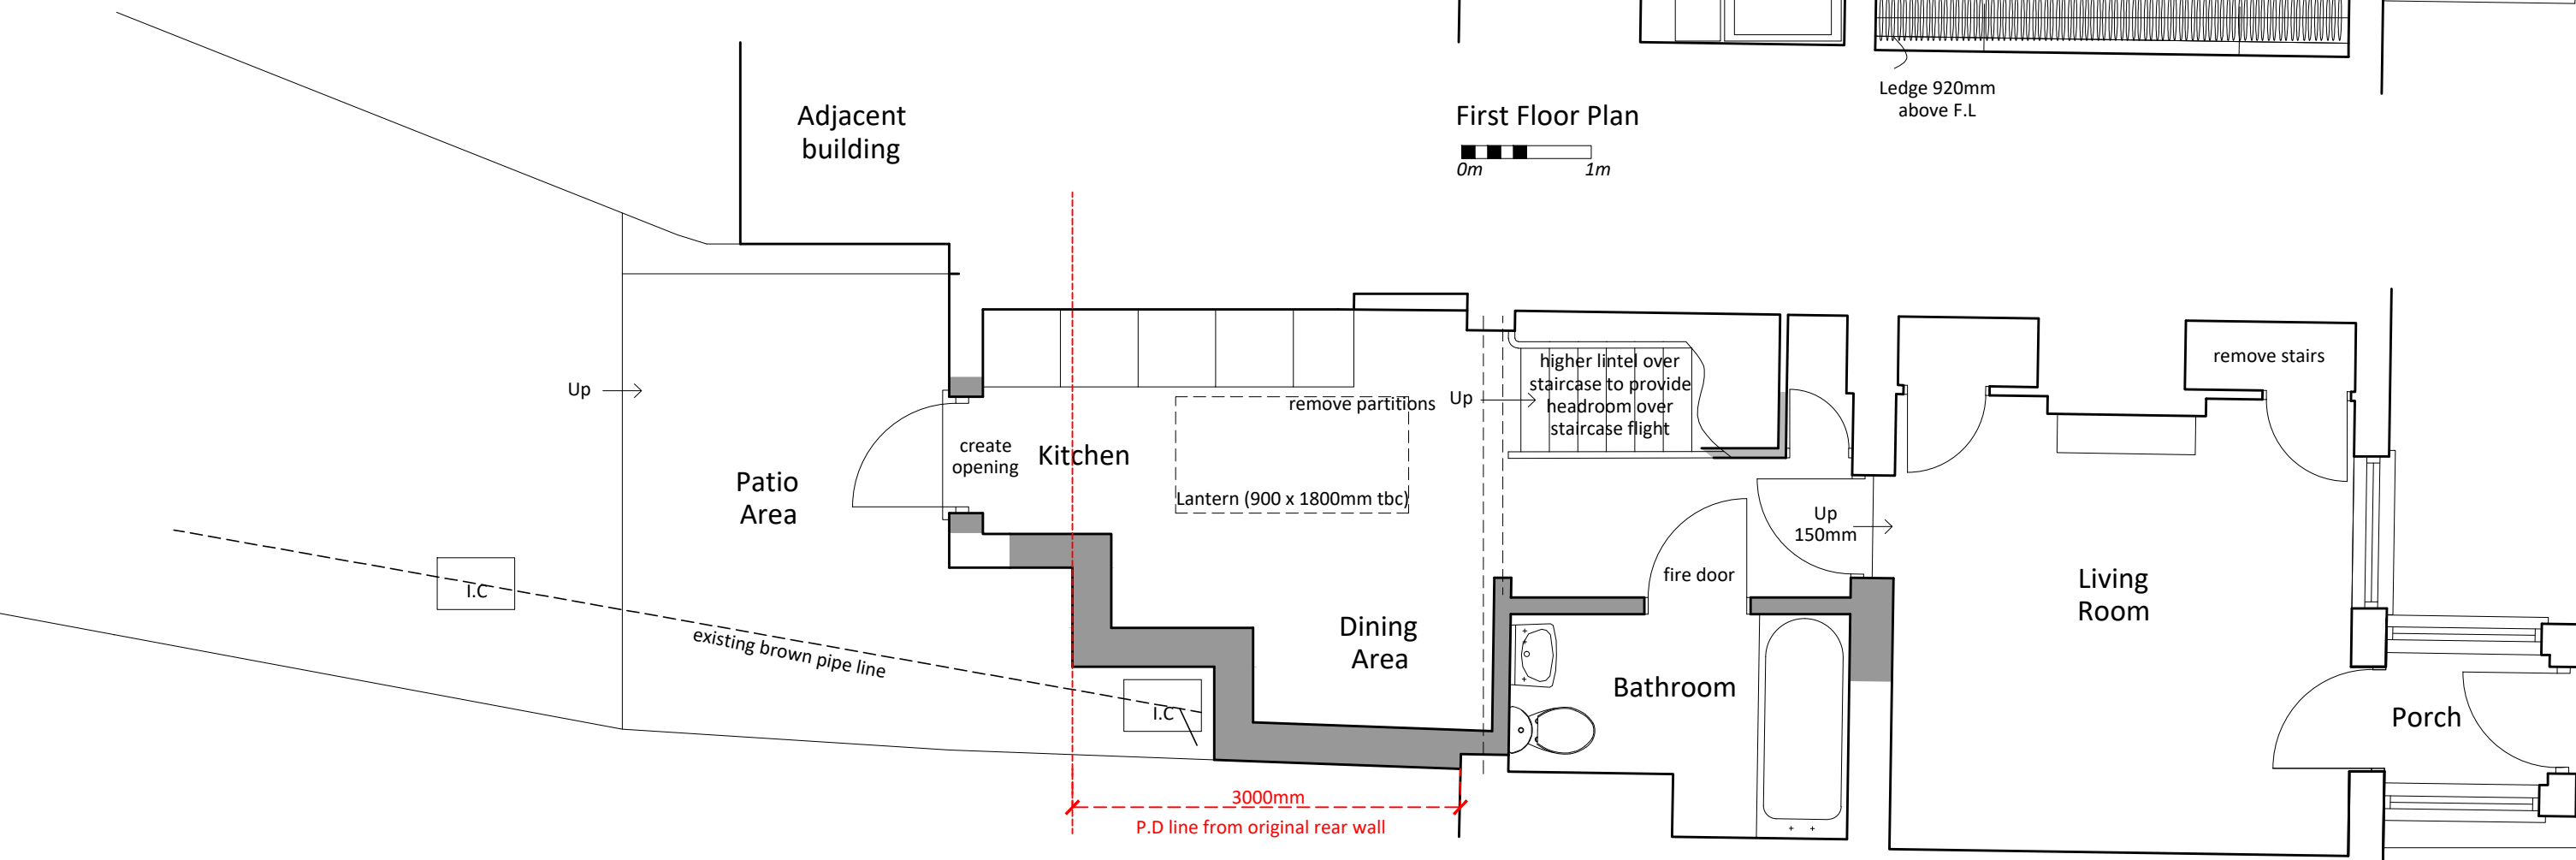 Ledge 920mm
above F.L
Adjacent
building
First Floor Plan
0m
1m
higher lintel over
staircase to provide
headroom over
staircase flight
remove stairs
Up
remove partitions
Up
create
opening
Kitchen
Patio
Area
Lantern (900 x 1800mm tbc)
Up
150mm
fire door
Living
Room
I.C
existing brown pipe line
Dining
Area
Bathroom
I.C
Porch
3000mm
P.D line from original rear wall